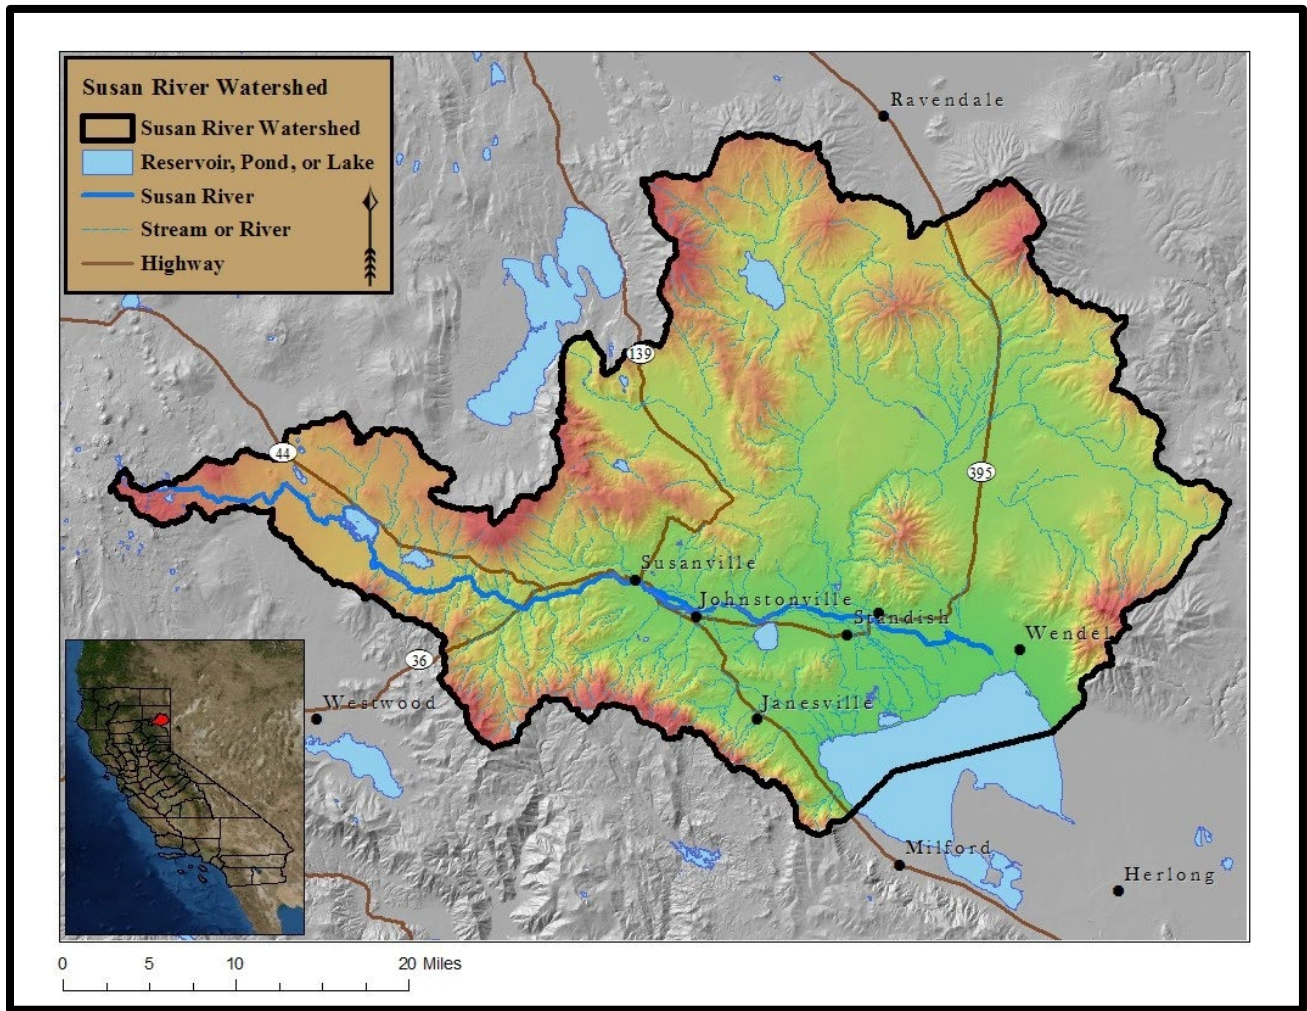 Susan River Watershed
Susan River Watershed
Reservoir, Pond, or Lake
Susan River
Stream or River
Highway
Ravendale
139
44
395
Susanville
Johnstonville
Standish
Wendel
36
Westwood
Janesville
Milford
Herlong
0 5 10 20 Miles